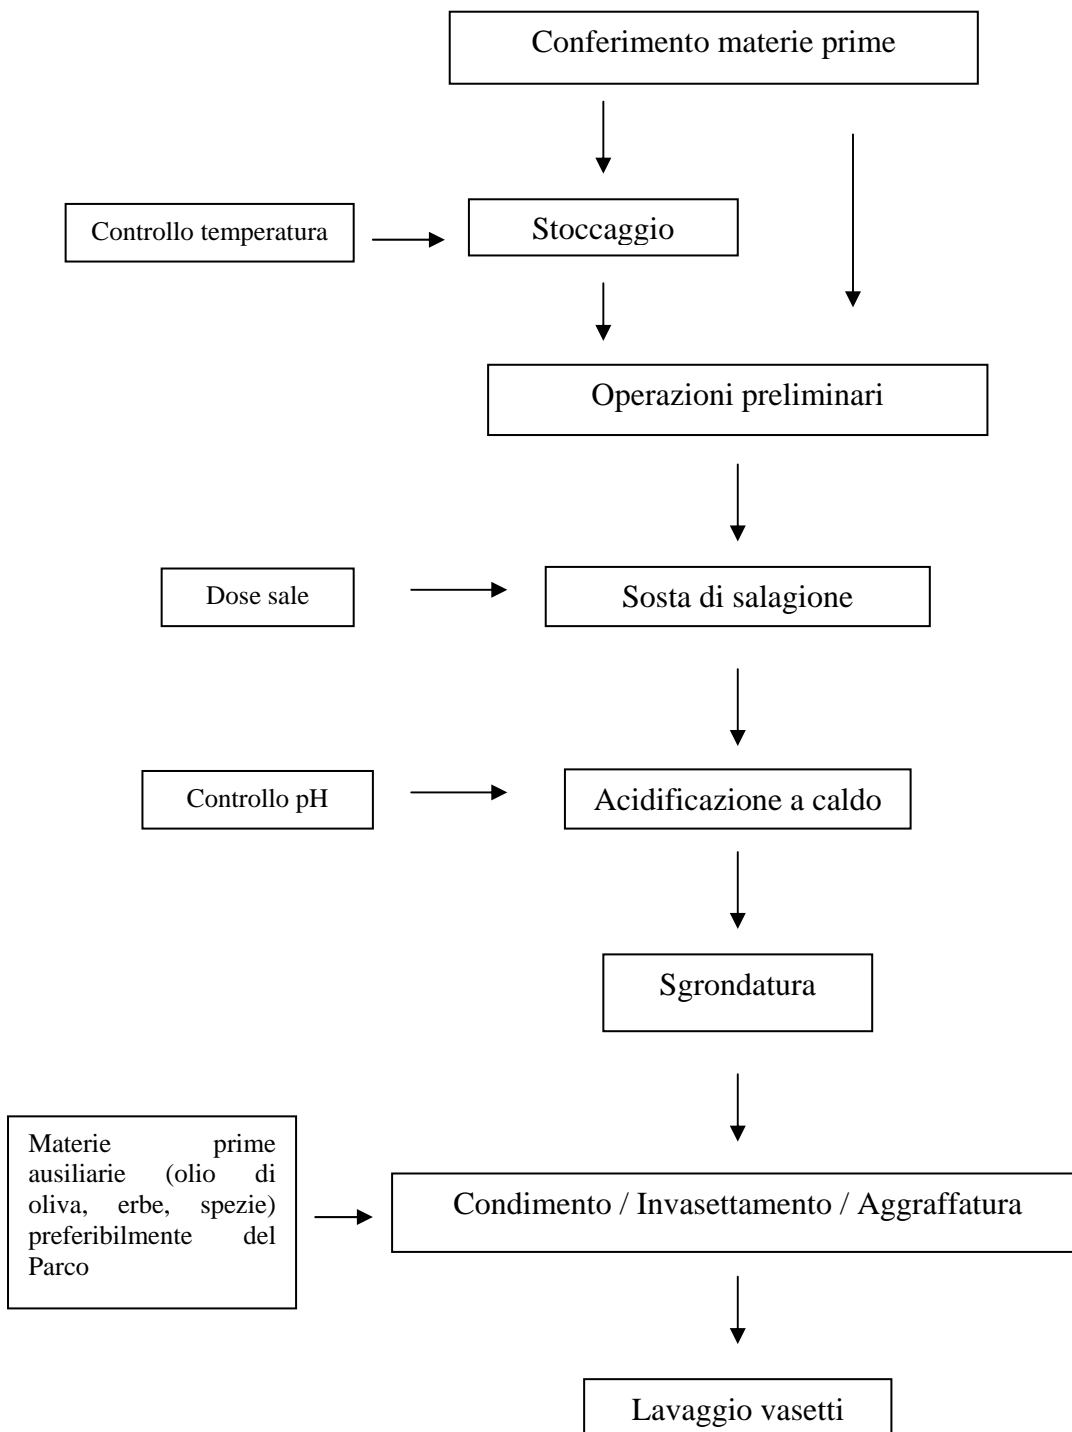 Conferimento materie prime
Controllo temperatura
Stoccaggio
Operazioni preliminari
Dose sale
Sosta di salagione
Controllo pH
Acidificazione a caldo
Sgrondatura
Materie prime
ausiliarie (olio di
oliva, erbe, spezie)
preferibilmente del
Parco
Condimento / Invasettamento / Aggraffatura
Lavaggio vasetti